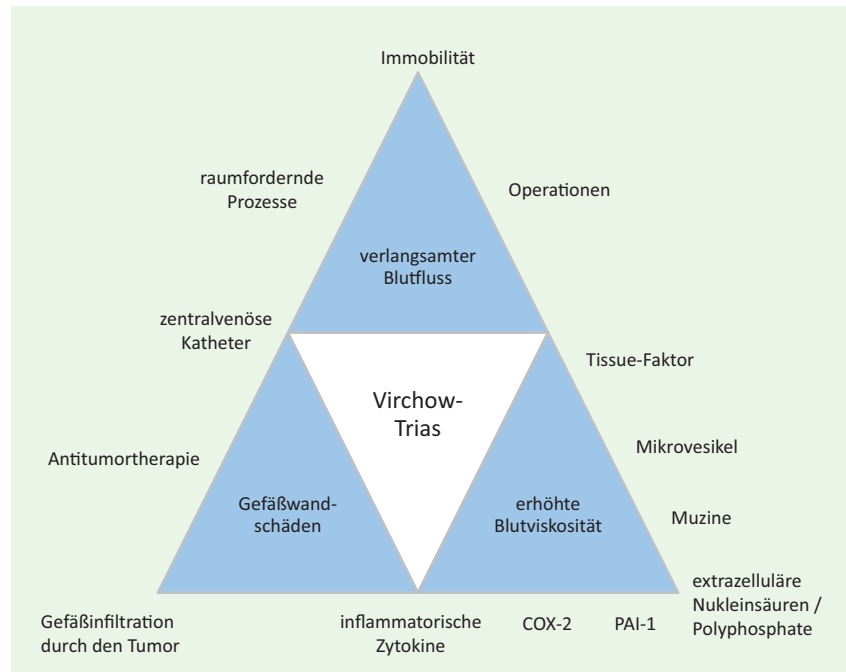 Immobilität
raumfordernde
Prozesse
Operationen
verlangsamter
Blutfluss
zentralvenöse
Katheter
Tissue-Faktor
Virchow-
Trias
Mikrovesikel
Antitumortherapie
Gefäßwand-
schäden
erhöhte
Blutviskosität
Muzine
extrazelluläre
Nukleinsäuren /
Polyphosphate
Gefäßinfiltration
durch den Tumor
inflammatorische
Zytokine
COX-2
PAI-1